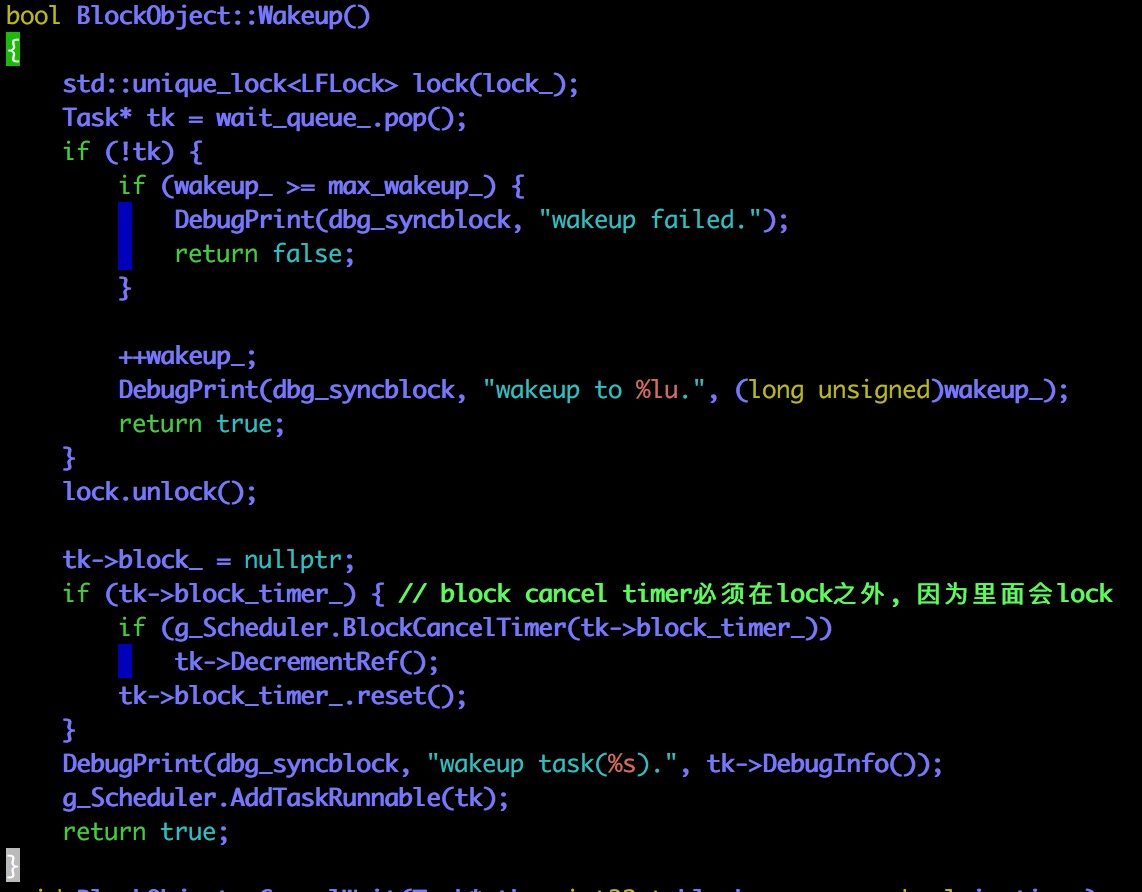 bool BlockObject::Wakeup()
{
    std::unique_lock<LFLock> lock(lock_);
    Task* tk = wait_queue_.pop();
    if (!tk) {
        if (wakeup_ >= max_wakeup_) {
            DebugPrint(dbg_syncblock, "wakeup failed.");
            return false;
        }

        ++wakeup_;
        DebugPrint(dbg_syncblock, "wakeup to %lu.", (long unsigned)wakeup_);
        return true;
    }
    lock.unlock();

    tk->block_ = nullptr;
    if (tk->block_timer_) { // block cancel timer必须在lock之外, 因为里面会lock
        if (g_Scheduler.BlockCancelTimer(tk->block_timer_))
            tk->DecrementRef();
        tk->block_timer_.reset();
    }
    DebugPrint(dbg_syncblock, "wakeup task(%s).", tk->DebugInfo());
    g_Scheduler.AddTaskRunnable(tk);
    return true;
}